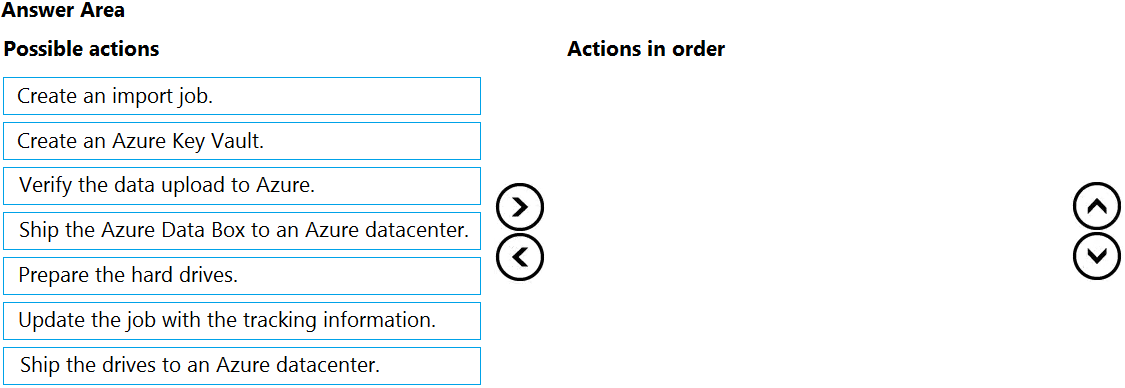 Answer Area
Possible actions
Actions in order
Create an import job.
Create an Azure Key Vault.
Verify the data upload to Azure.
Ship the Azure Data Box to an Azure datacenter.
Prepare the hard drives.
Update the job with the tracking information.
Ship the drives to an Azure datacenter.